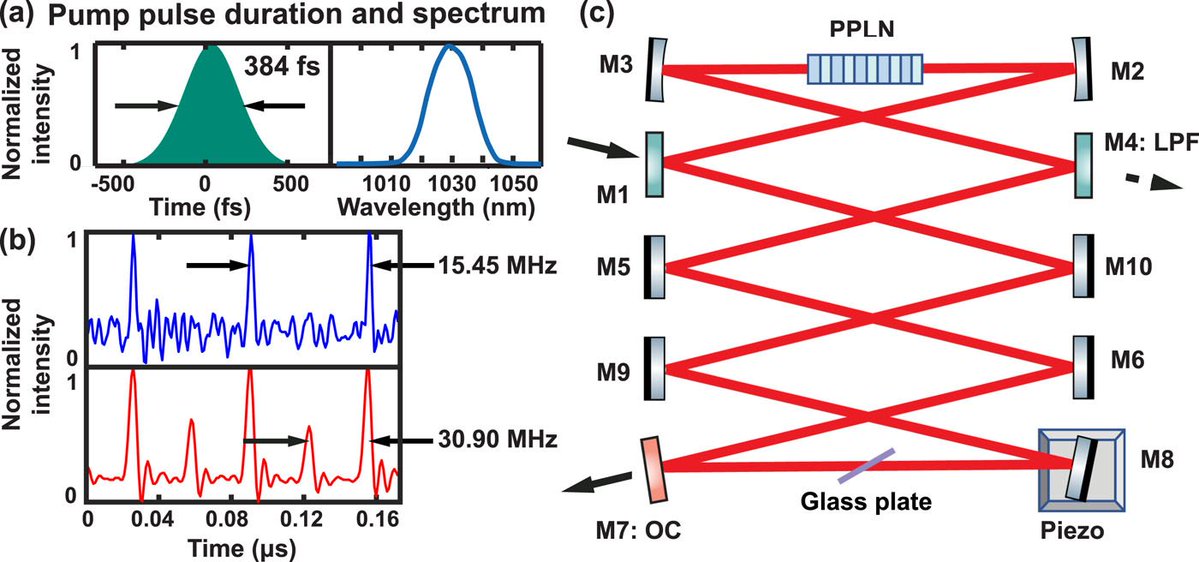 (a) Pump pulse duration and spectrum
Normalized
intensity
1
0
384 fs
-500 0 500
Time (fs)
1010 1030 1050
Wavelength (nm)
(b)
Normalized
intensity
1
0
15.45 MHz
1
0
30.90 MHz
0 0.04 0.08 0.12 0.16
Time (µs)
(c)
PPLN
M3
M2
M1
M4: LPF
M5
M10
M9
M6
M8
Glass plate
M7: OC
Piezo